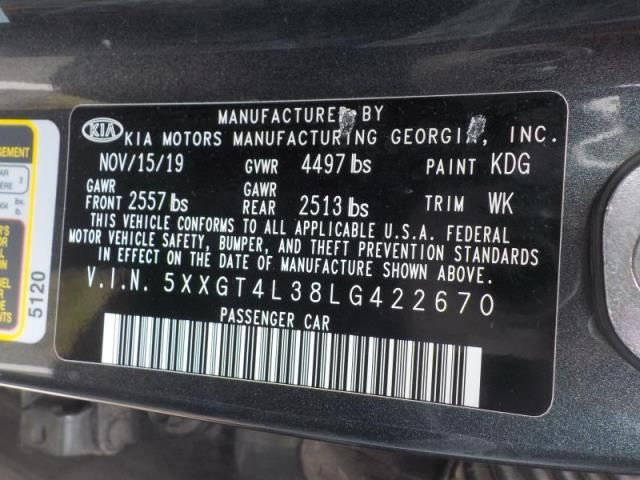 MANUFACTURED BY
KIA
KIA MOTORS MANUFACTURING GEORGIA, INC.
NOV/15/19 GVWR 4497 lbs PAINT KDG
GAWR FRONT 2557 lbs GAWR REAR 2513 lbs TRIM WK
THIS VEHICLE CONFORMS TO ALL APPLICABLE U.S.A. FEDERAL
MOTOR VEHICLE SAFETY, BUMPER, AND THEFT PREVENTION STANDARDS
IN EFFECT ON THE DATE OF MANUFACTURE SHOWN ABOVE.
V.I.N. 5XXGT4L38LG422670
PASSENGER CAR
5120